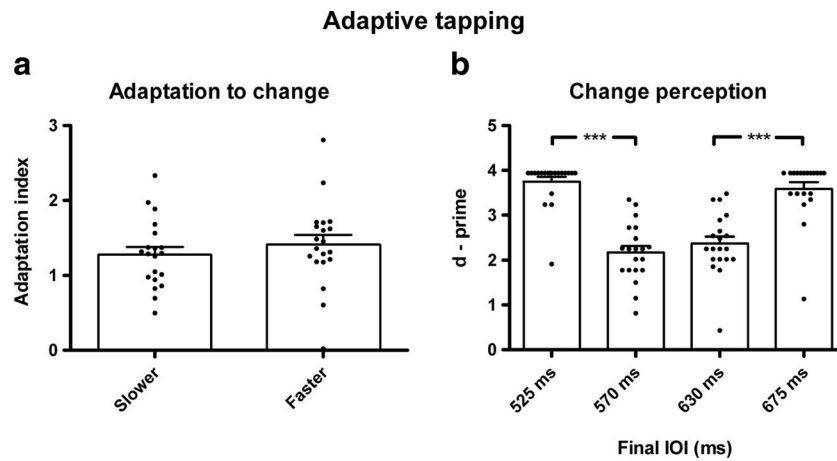 Adaptive tapping
a
Adaptation to change
Adaptation index
3
2
1
0
Slower
Faster
b
Change perception
d - prime
5
4
3
2
1
0
***
***
525 ms
570 ms
630 ms
675 ms
Final IOI (ms)